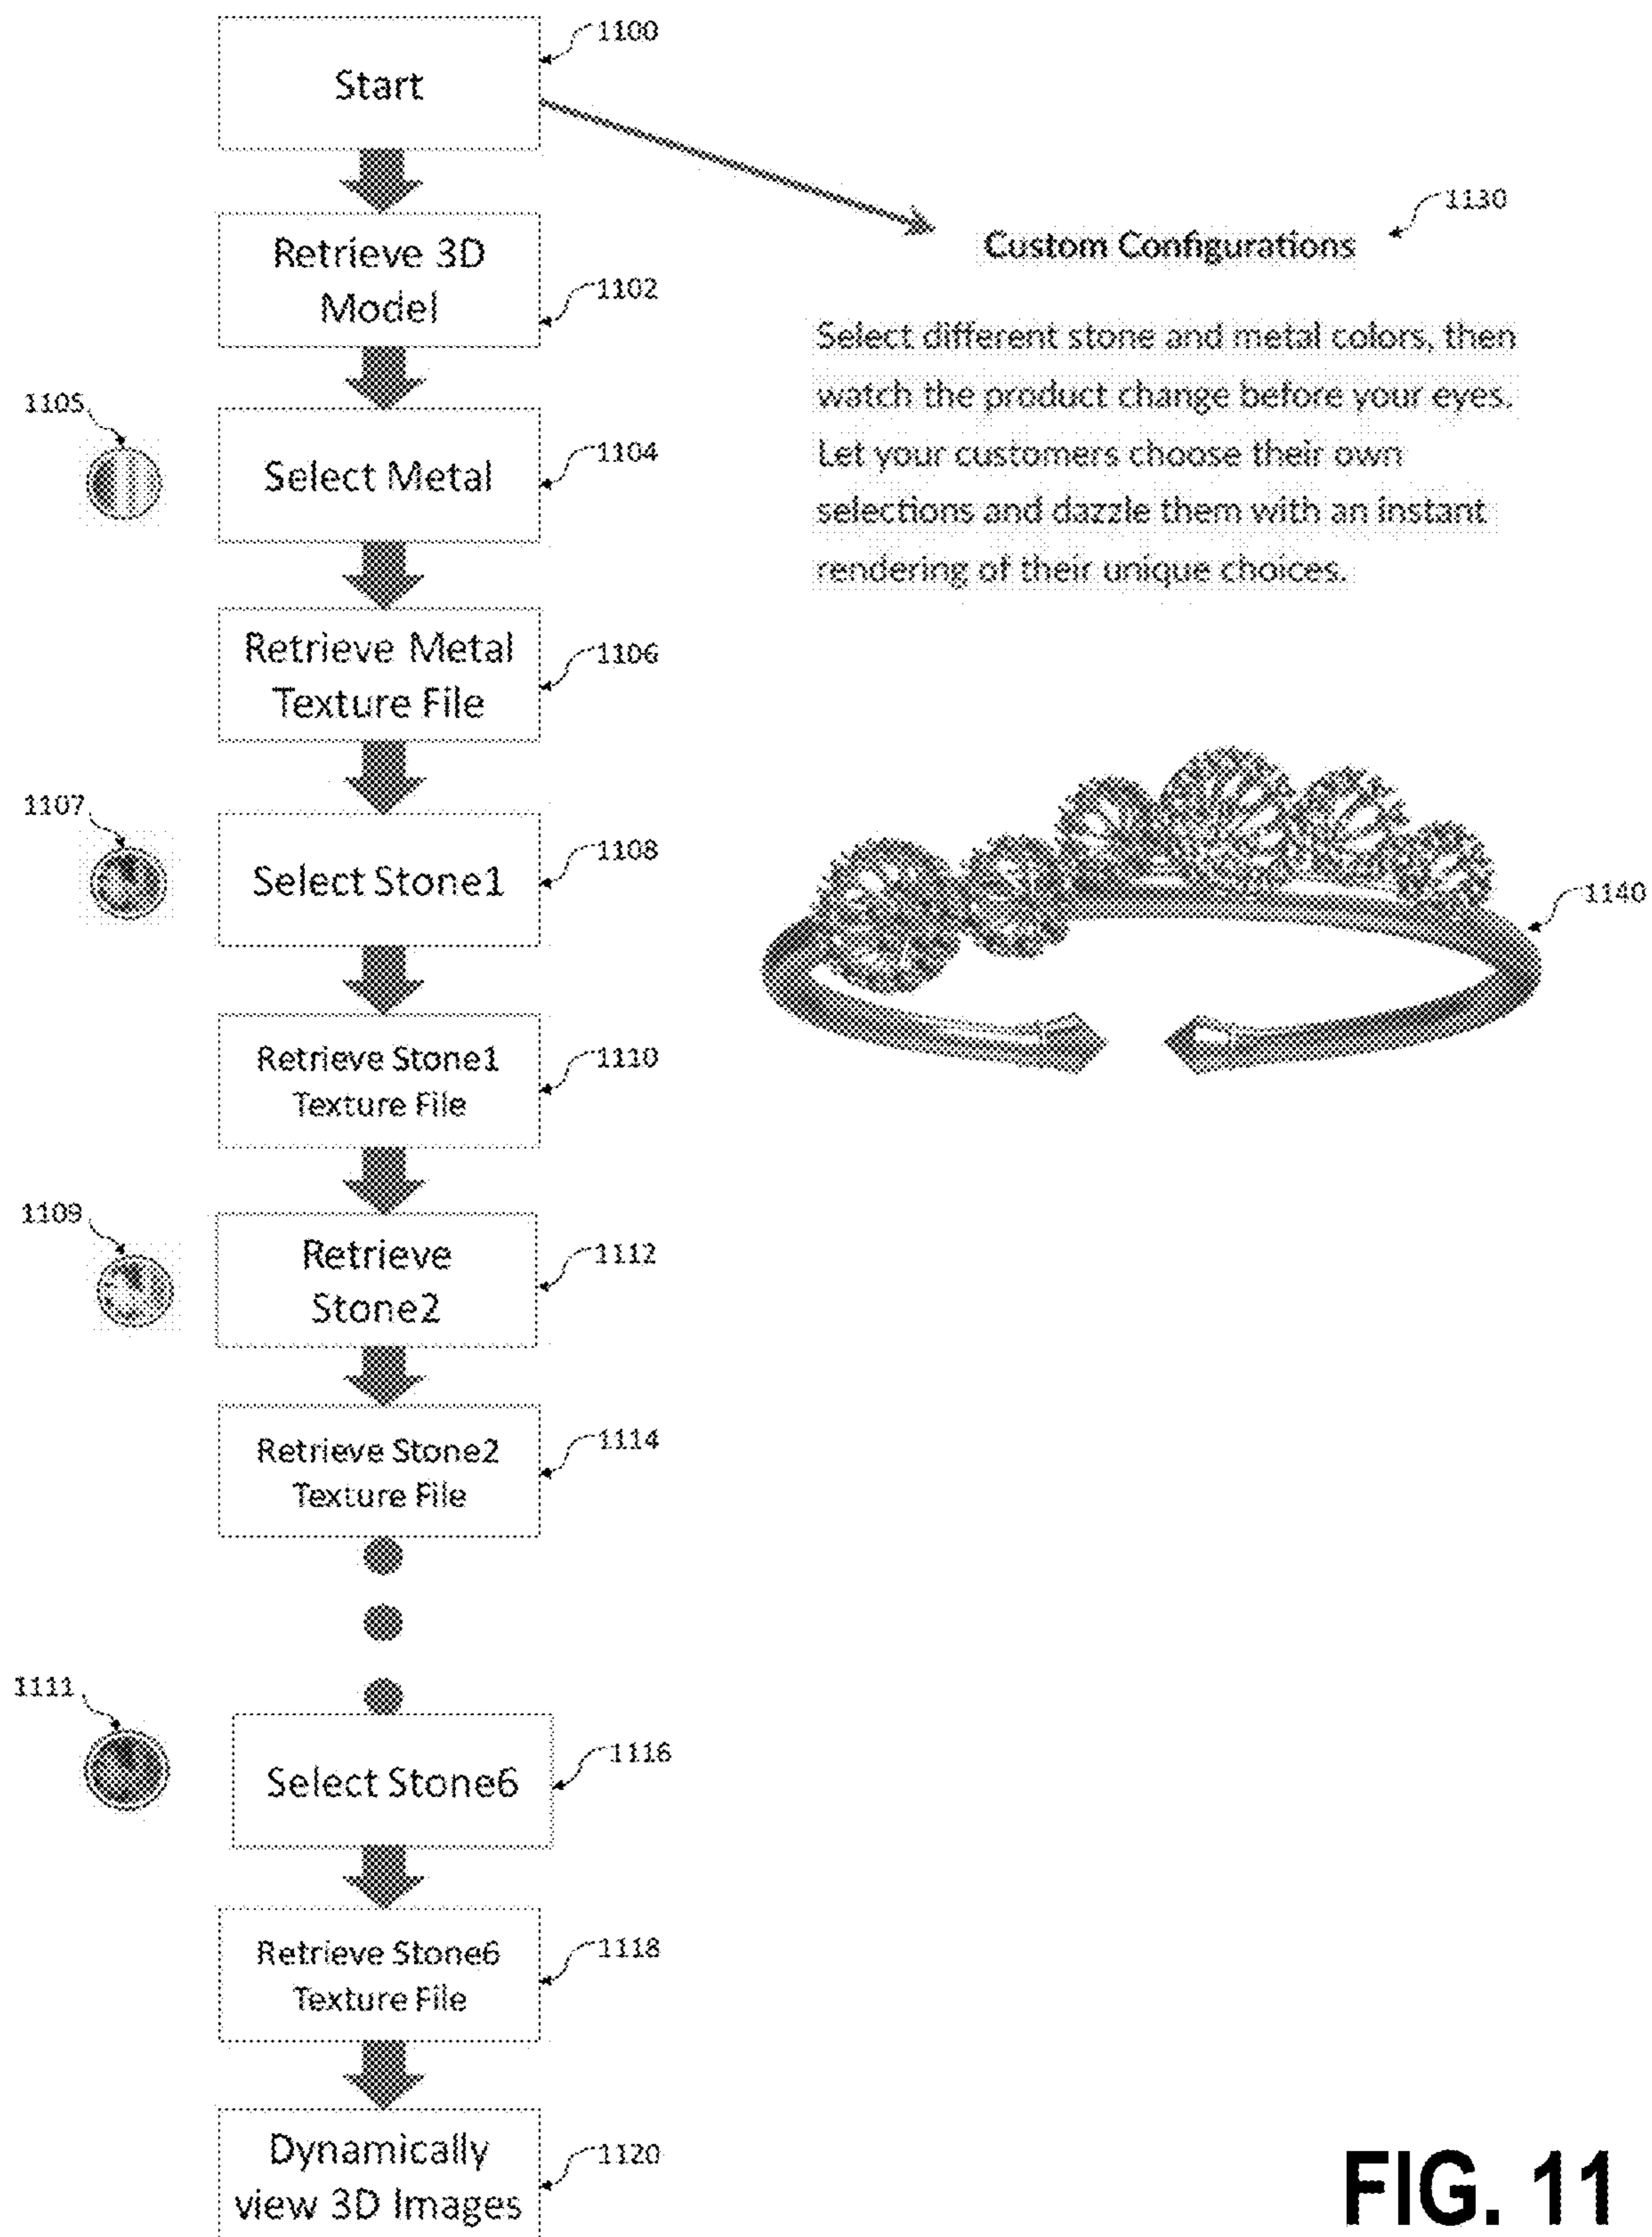 1100
Start
1130
Custom Configurations
Retrieve 3D
Model
1102
Select different stone and metal colors, then
watch the product change before your eyes.
Let your customers choose their own
selections and dazzle them with an instant
rendering of their unique choices.
1105
Select Metal
1104
Retrieve Metal
Texture File
1106
1107
Select Stone1
1108
1140
Retrieve Stone1
Texture File
1110
1109
Retrieve
Stone2
1112
Retrieve Stone2
Texture File
1114
1111
Select Stone6
1116
Retrieve Stone6
Texture File
1118
Dynamically
view 3D Images
1120
FIG. 11